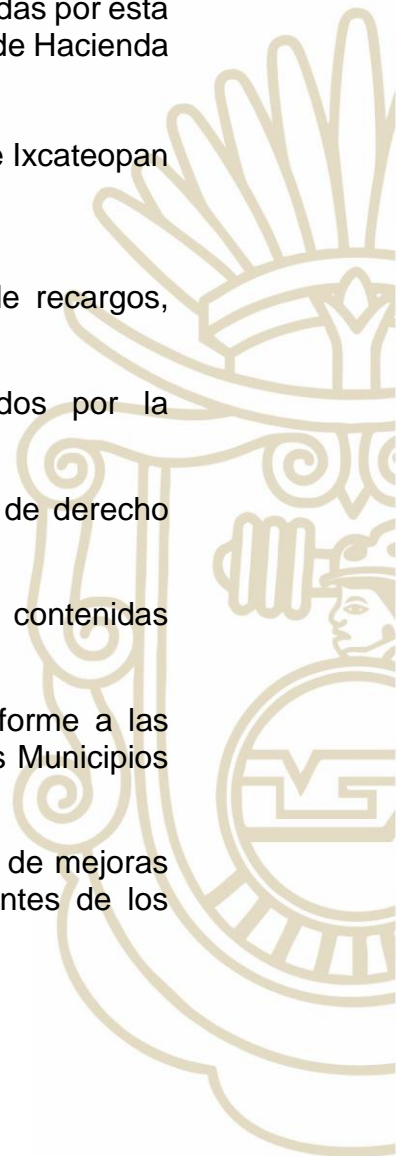 das por esta
de Hacienda
e Ixcateopan
le recargos,
dos por la
de derecho
contenidas
forme a las
s Municipios
de mejoras
ntes de los